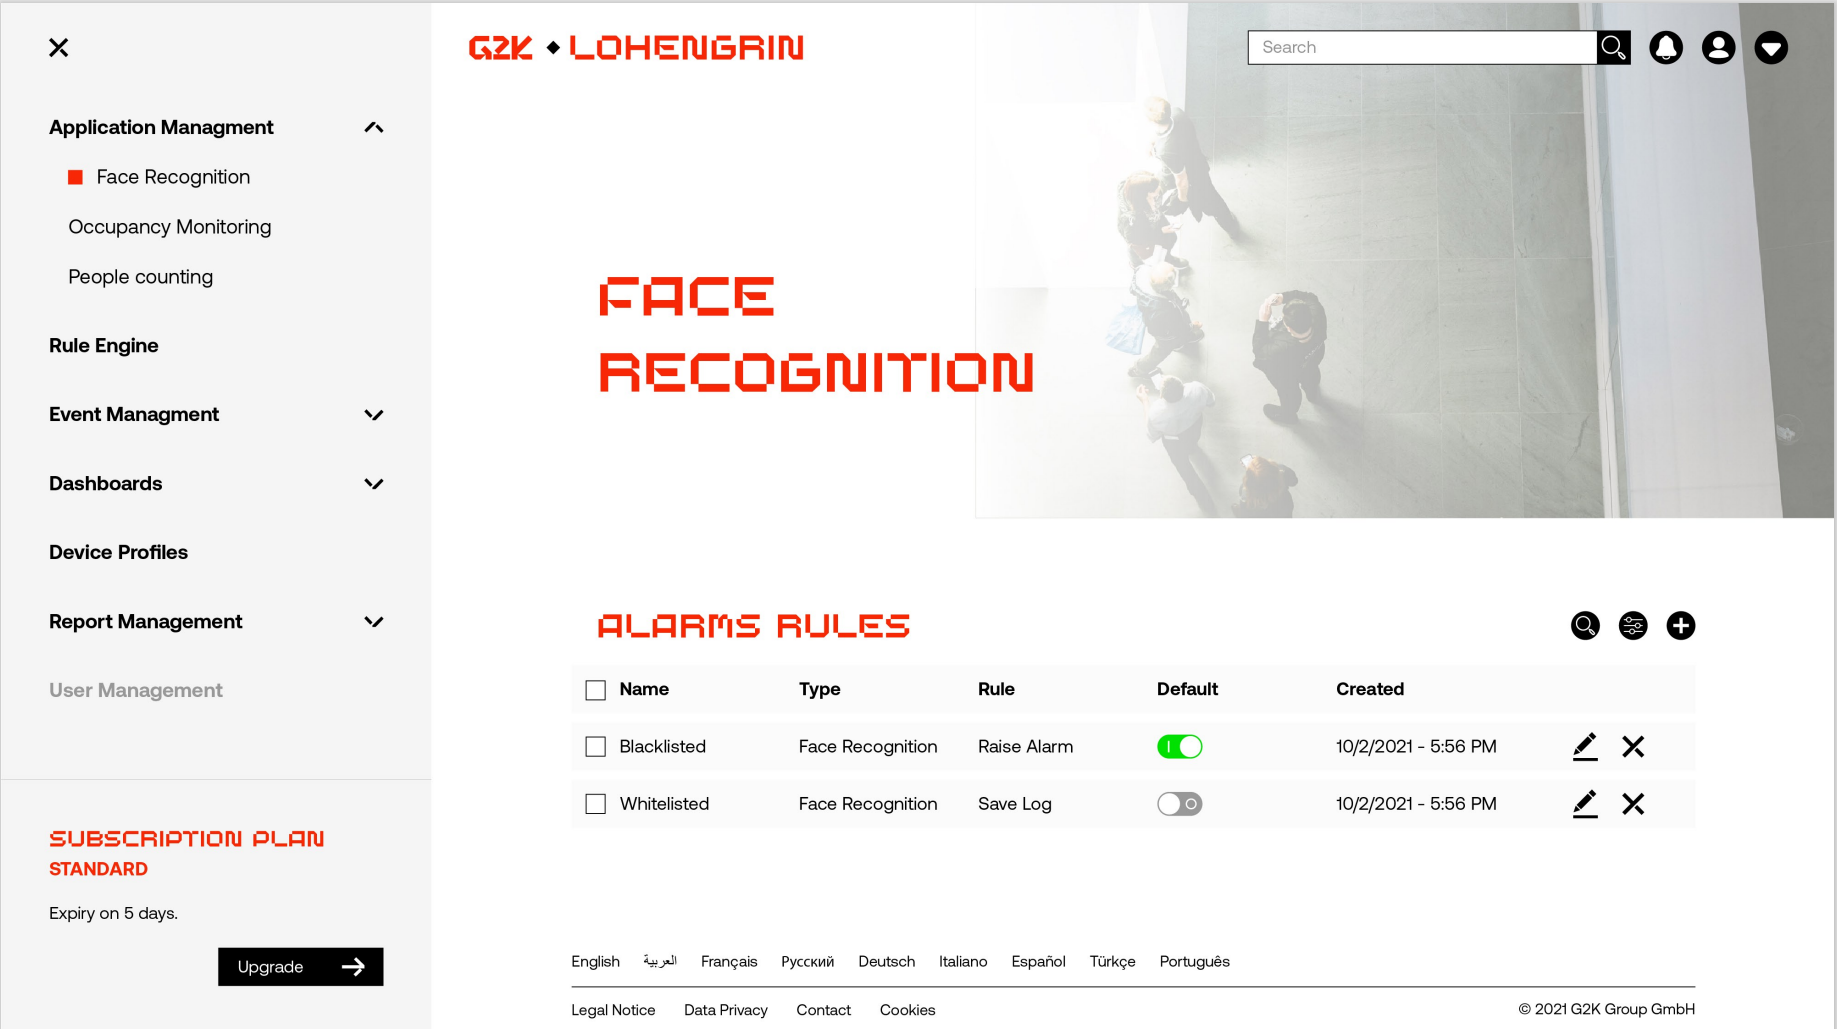 Application Managment
Face Recognition
Occupancy Monitoring
People counting
Rule Engine
Event Managment
Dashboards
Device Profiles
Report Management
User Management
SUBSCRIPTION PLAN
STANDARD
Expiry on 5 days.
Upgrade
G2K ◆ LOHENGRIN
Search
FACE
RECOGNITION
ALARMS RULES
Name Type Rule Default Created
Blacklisted Face Recognition Raise Alarm 10/2/2021 - 5:56 PM
Whitelisted Face Recognition Save Log 10/2/2021 - 5:56 PM
English العربية Français Русский Deutsch Italiano Español Türkçe Português
Legal Notice Data Privacy Contact Cookies © 2021 G2K Group GmbH